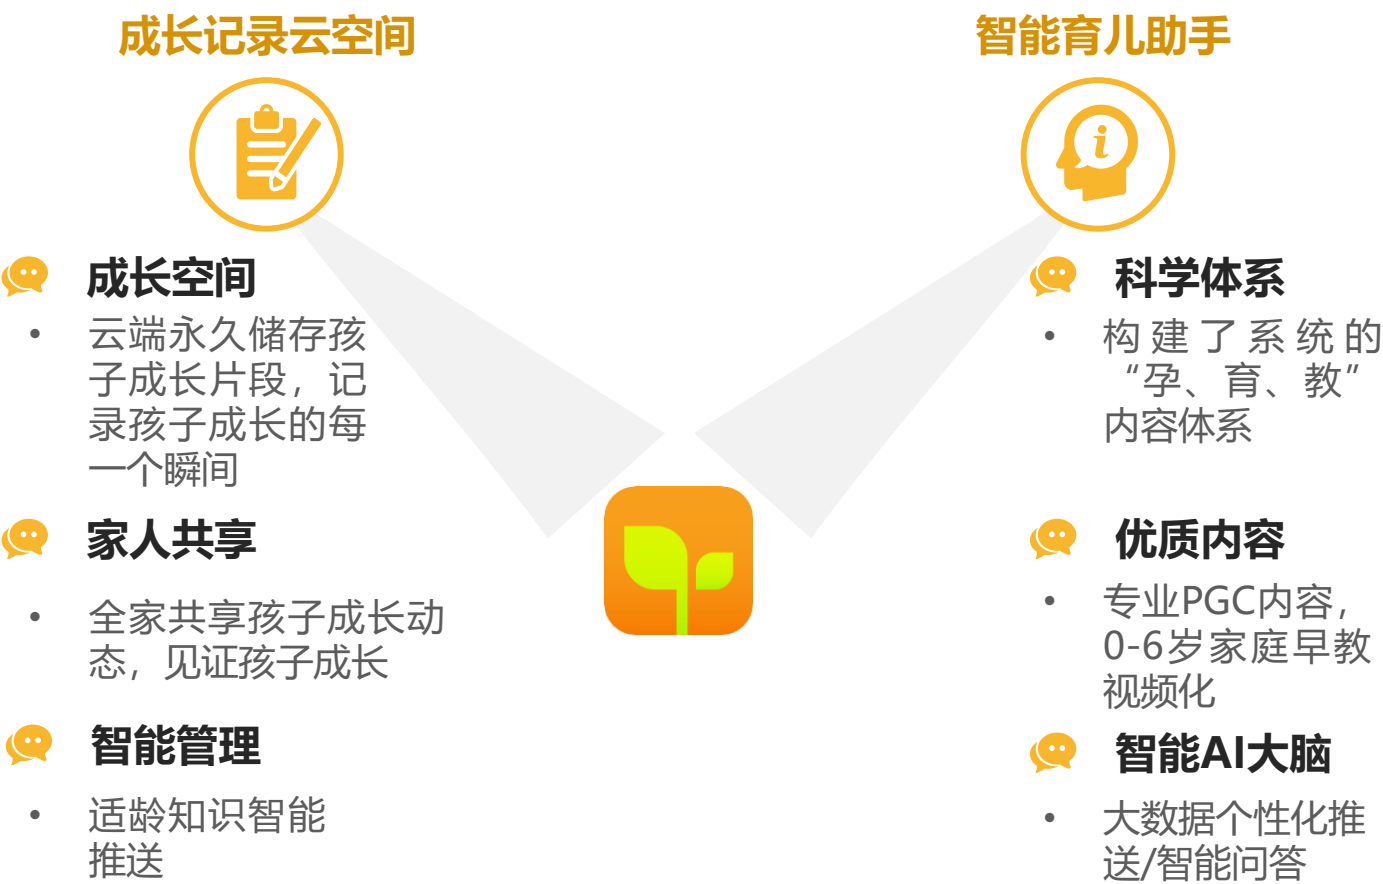 成长记录云空间
成长空间
• 云端永久储存孩
子成长片段，记
录孩子成长的每
一个瞬间
家人共享
• 全家共享孩子成长动
态，见证孩子成长
智能管理
• 适龄知识智能
推送
智能育儿助手
i
科学体系
• 构建了系统的
“孕、育、教”
内容体系
优质内容
• 专业PGC内容，
0-6岁家庭早教
视频化
智能AI大脑
• 大数据个性化推
送/智能问答